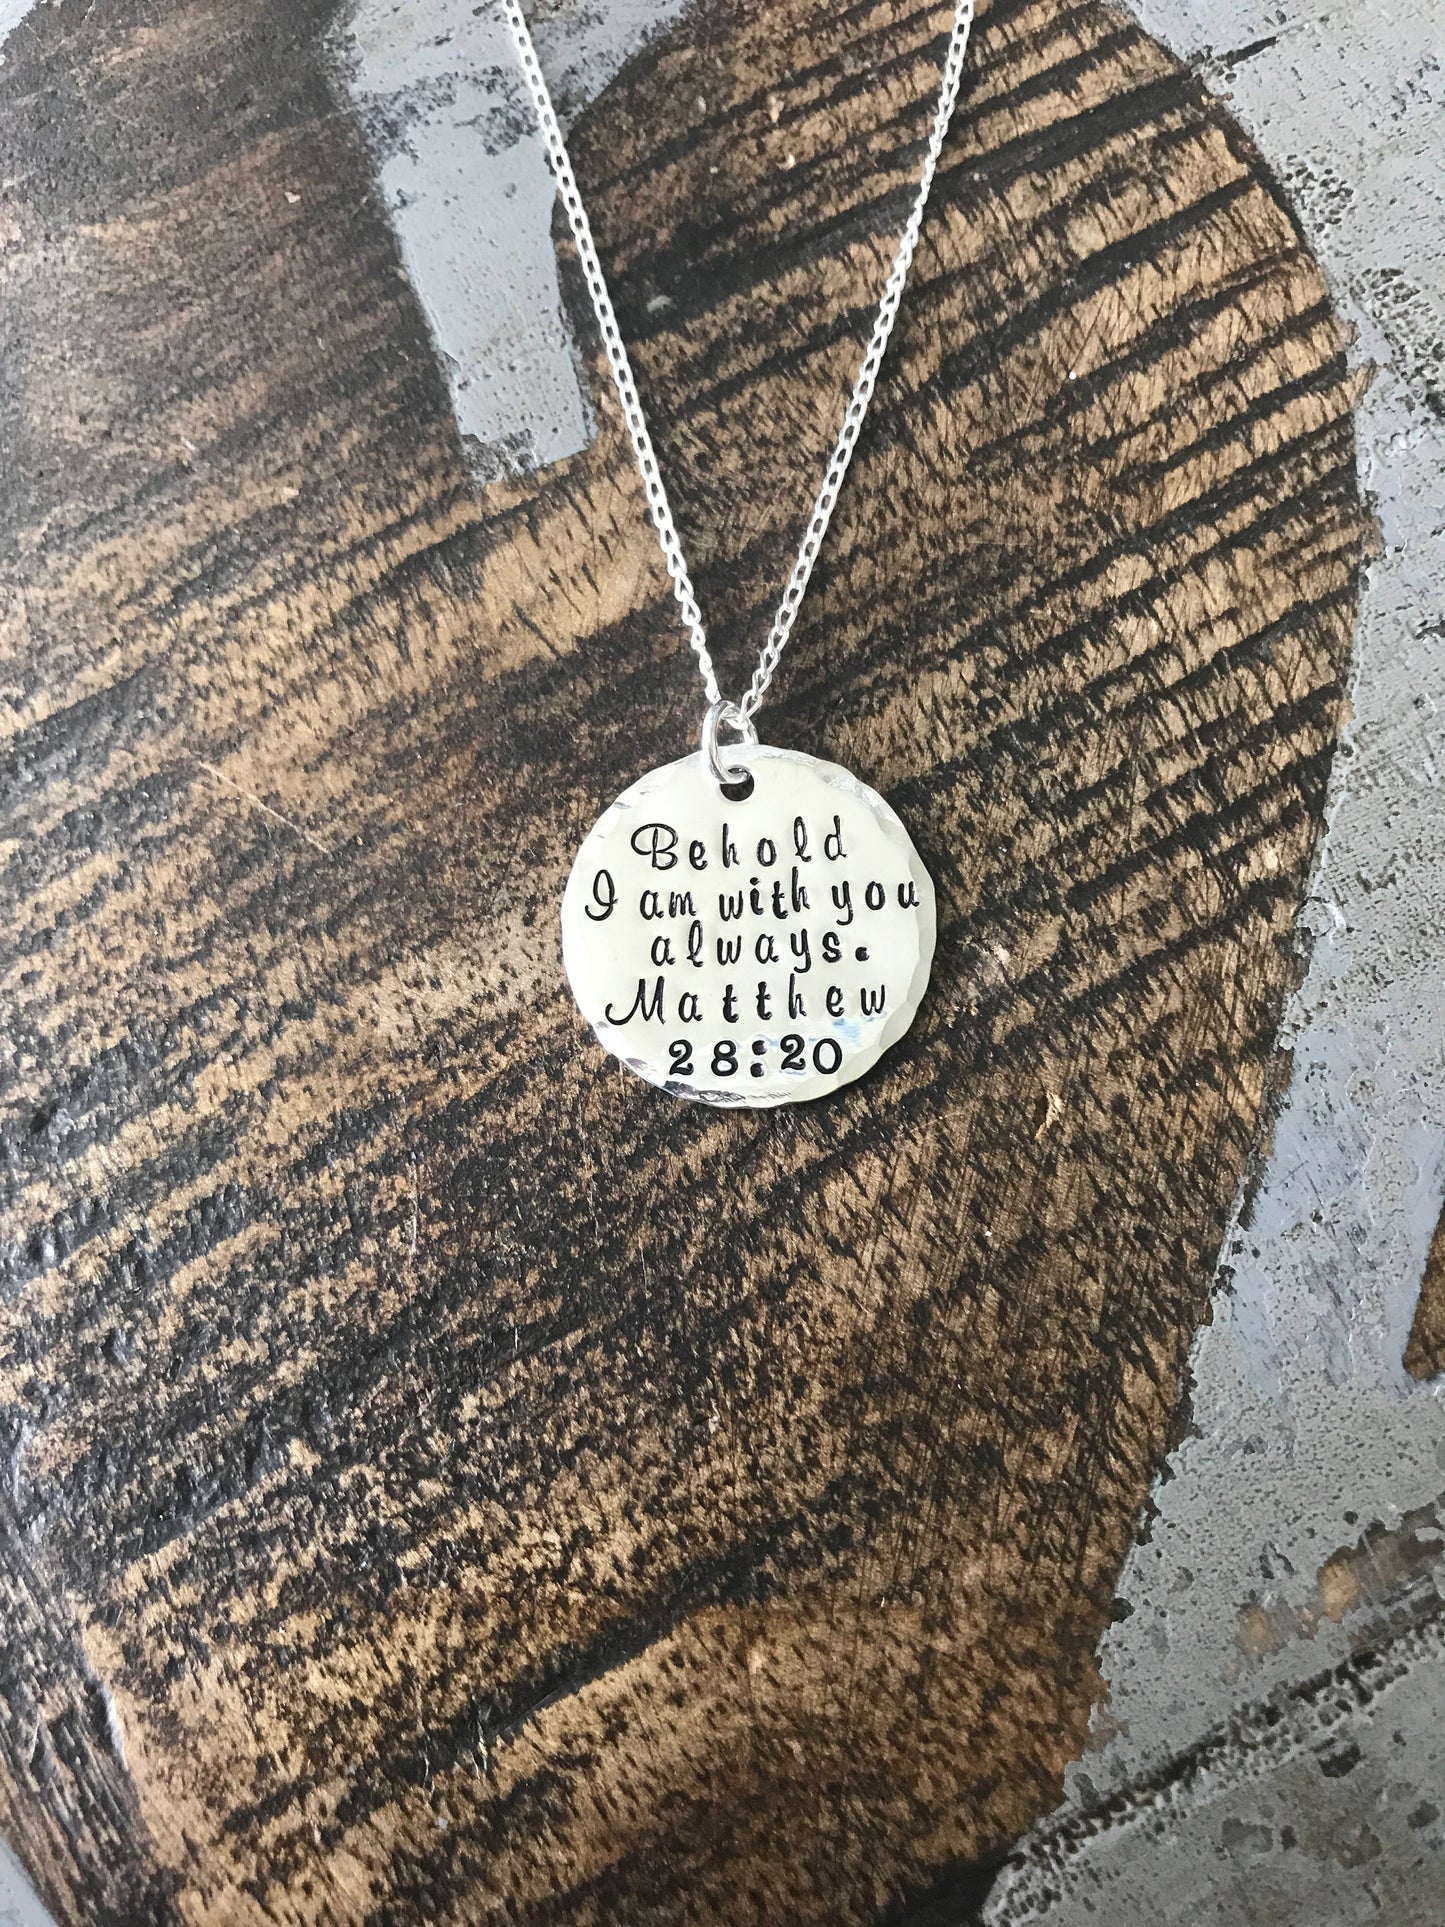 Behold
I am with you
always.
Matthew
28:20